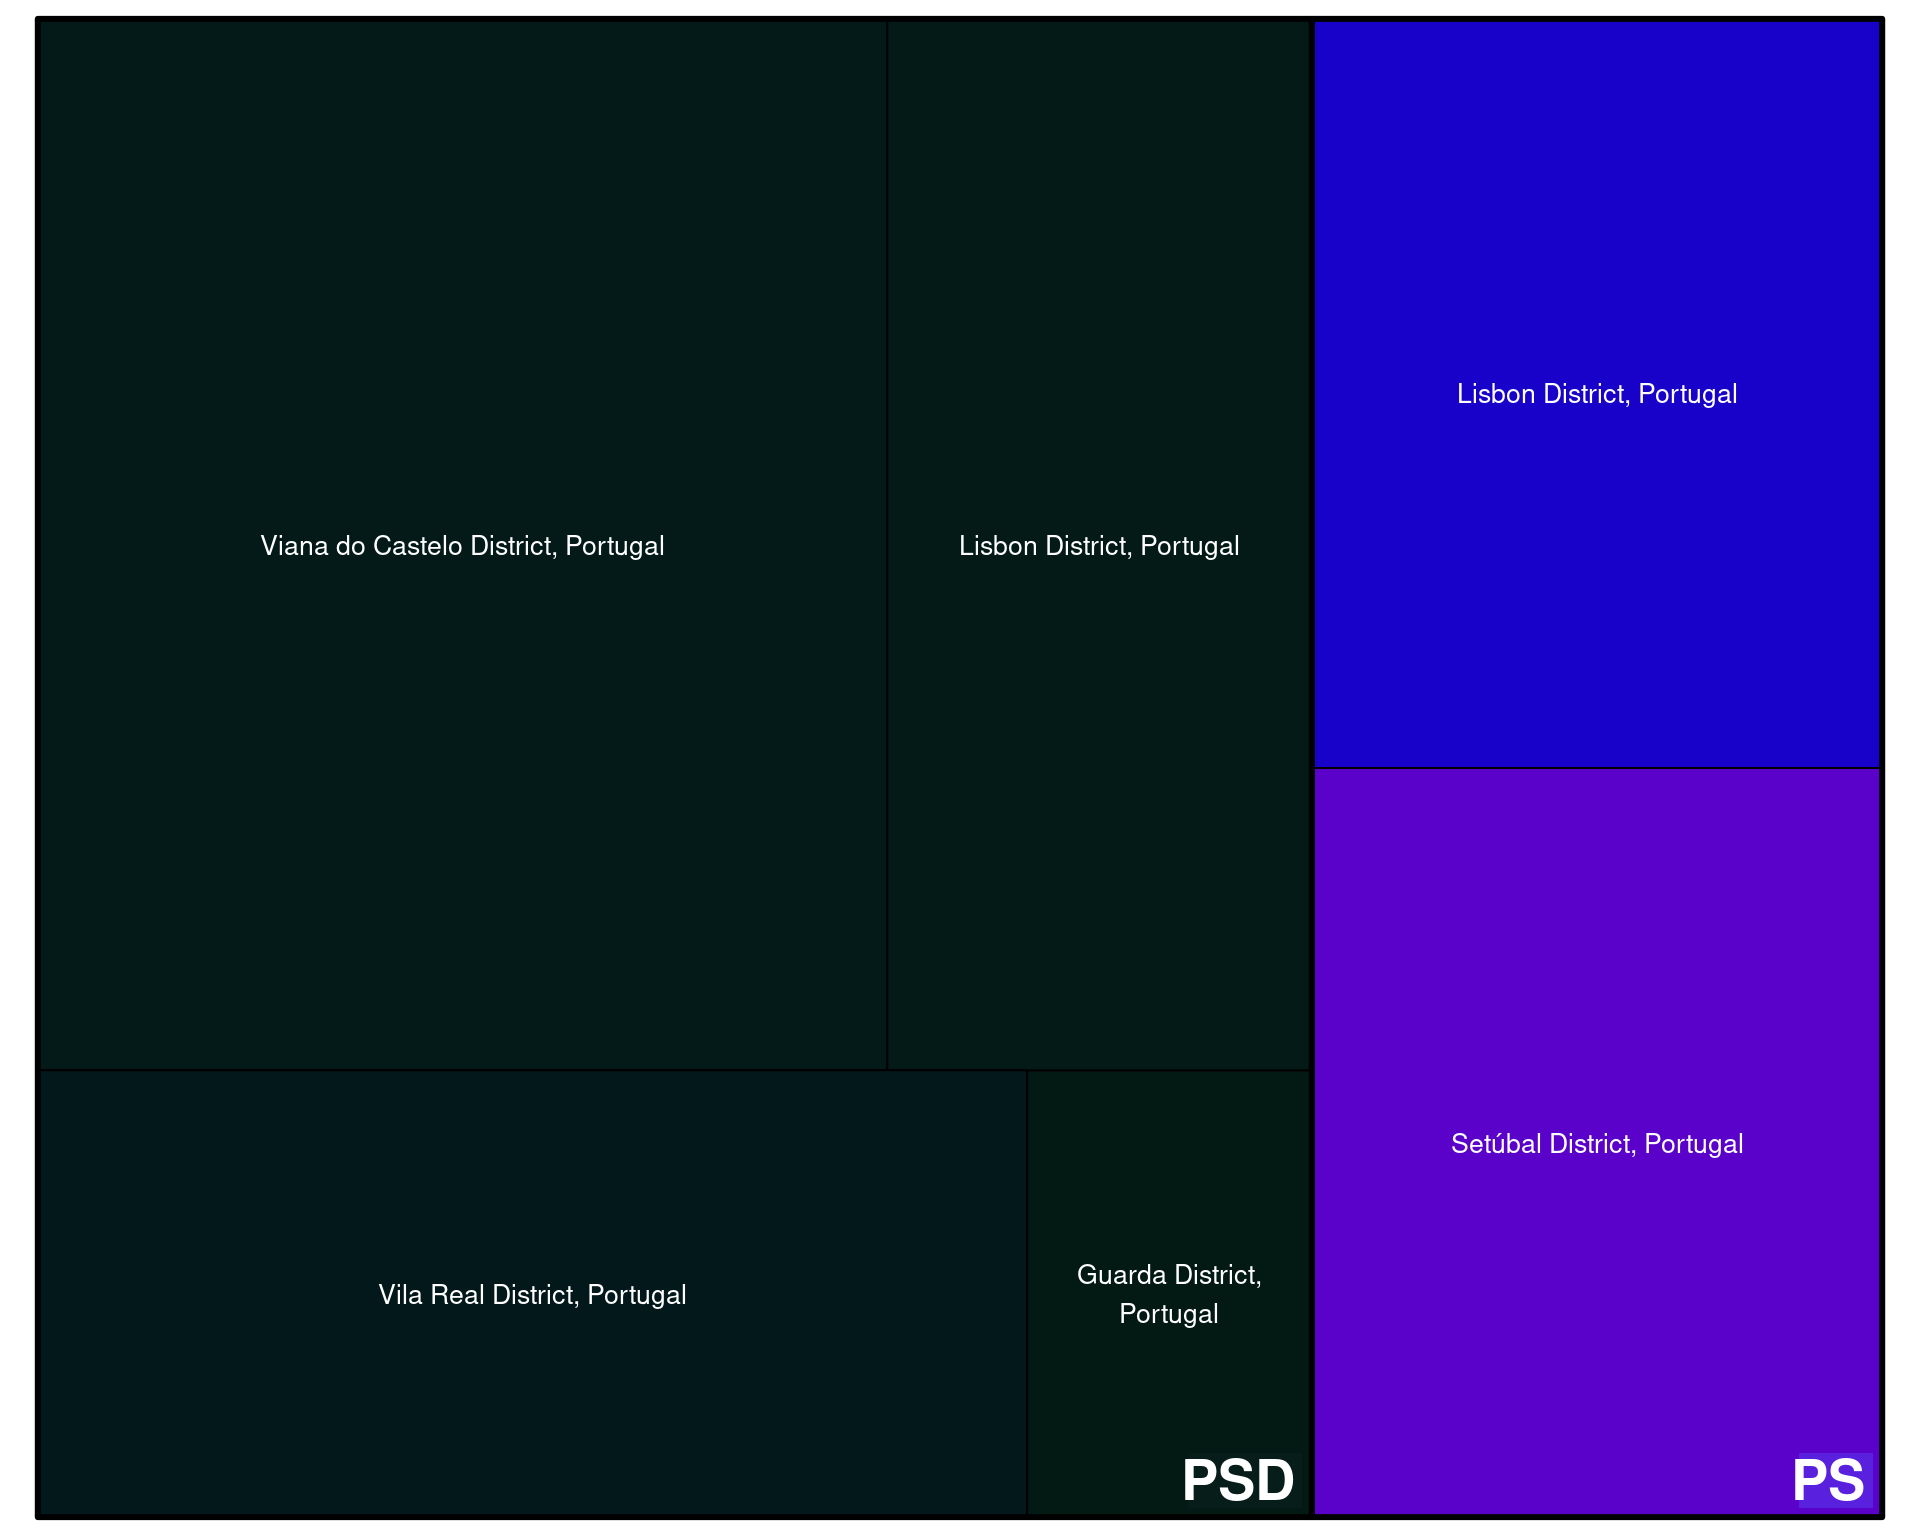 Viana do Castelo District, Portugal
Lisbon District, Portugal
Vila Real District, Portugal
Guarda District,
Portugal
PSD
Lisbon District, Portugal
Setúbal District, Portugal
PS